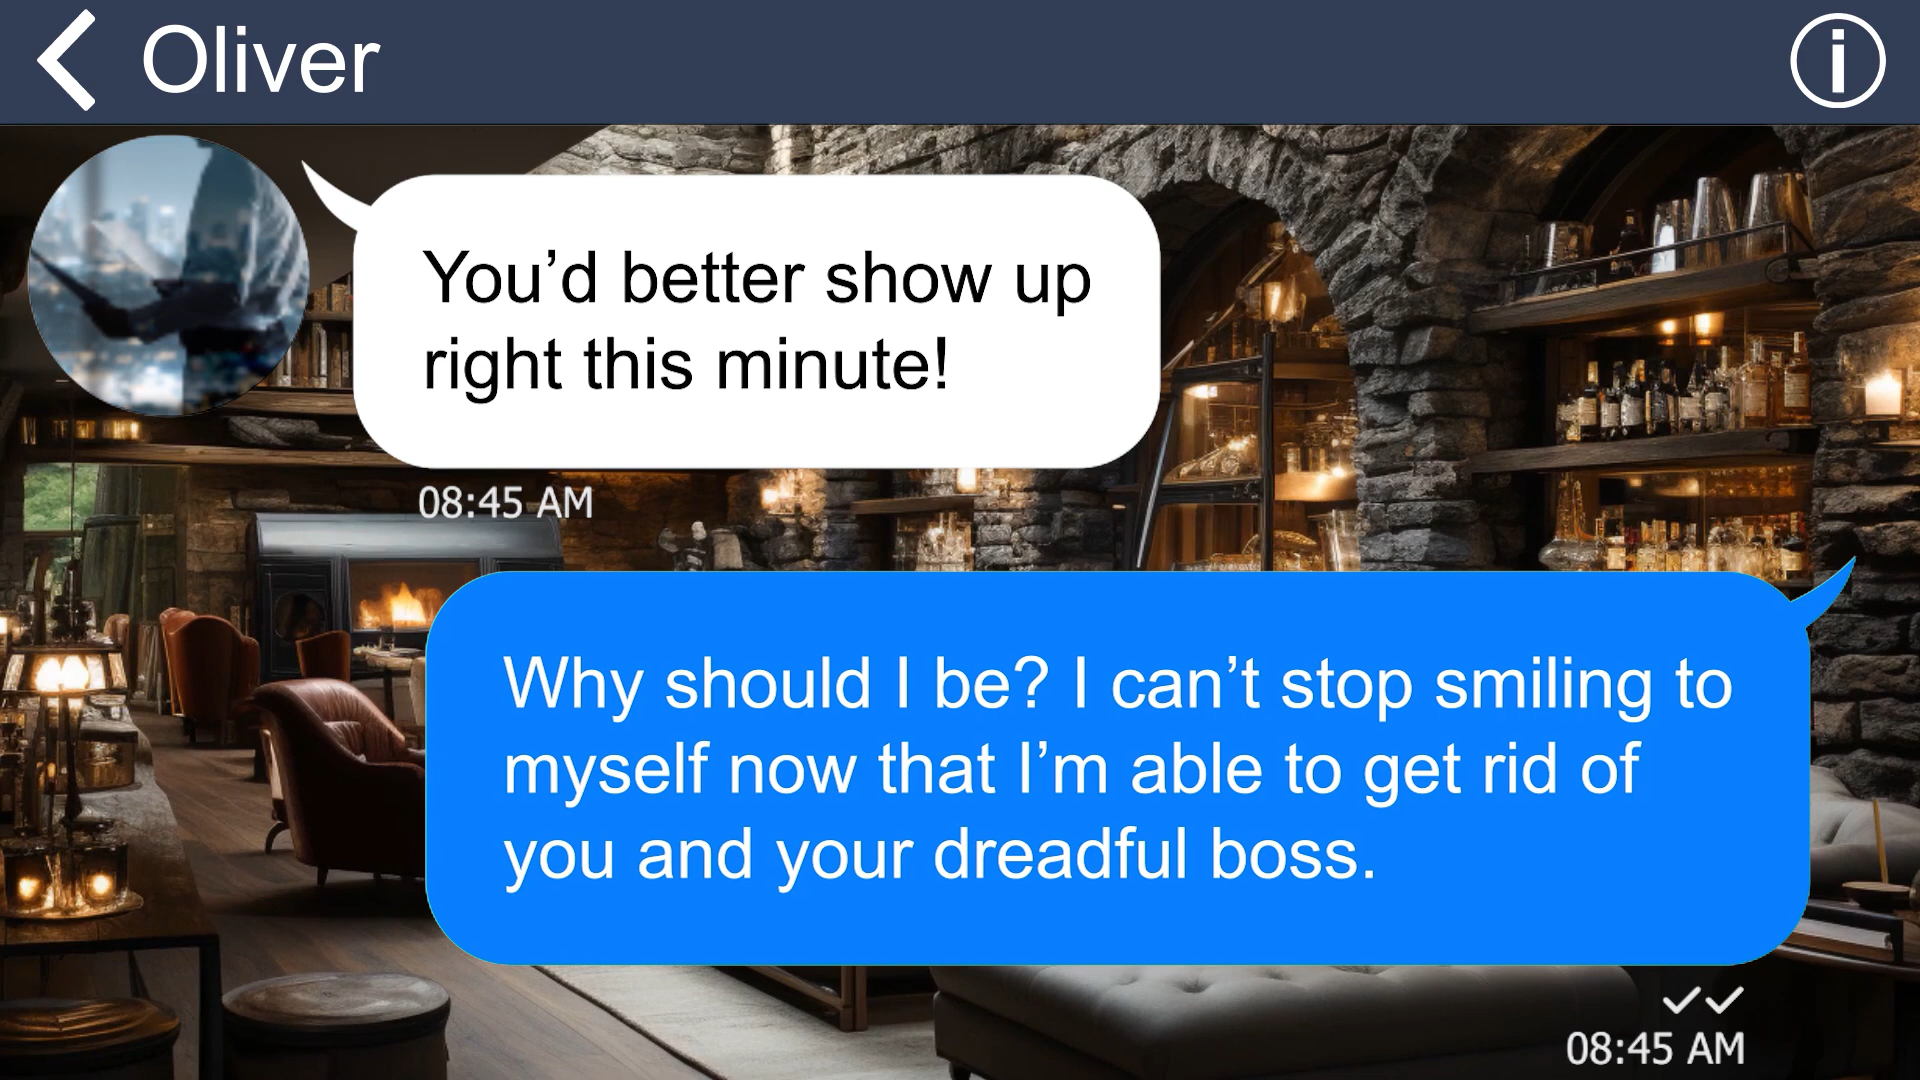 Oliver
You’d better show up
right this minute!
08:45 AM
Why should I be? I can’t stop smiling to
myself now that I’m able to get rid of
you and your dreadful boss.
08:45 AM